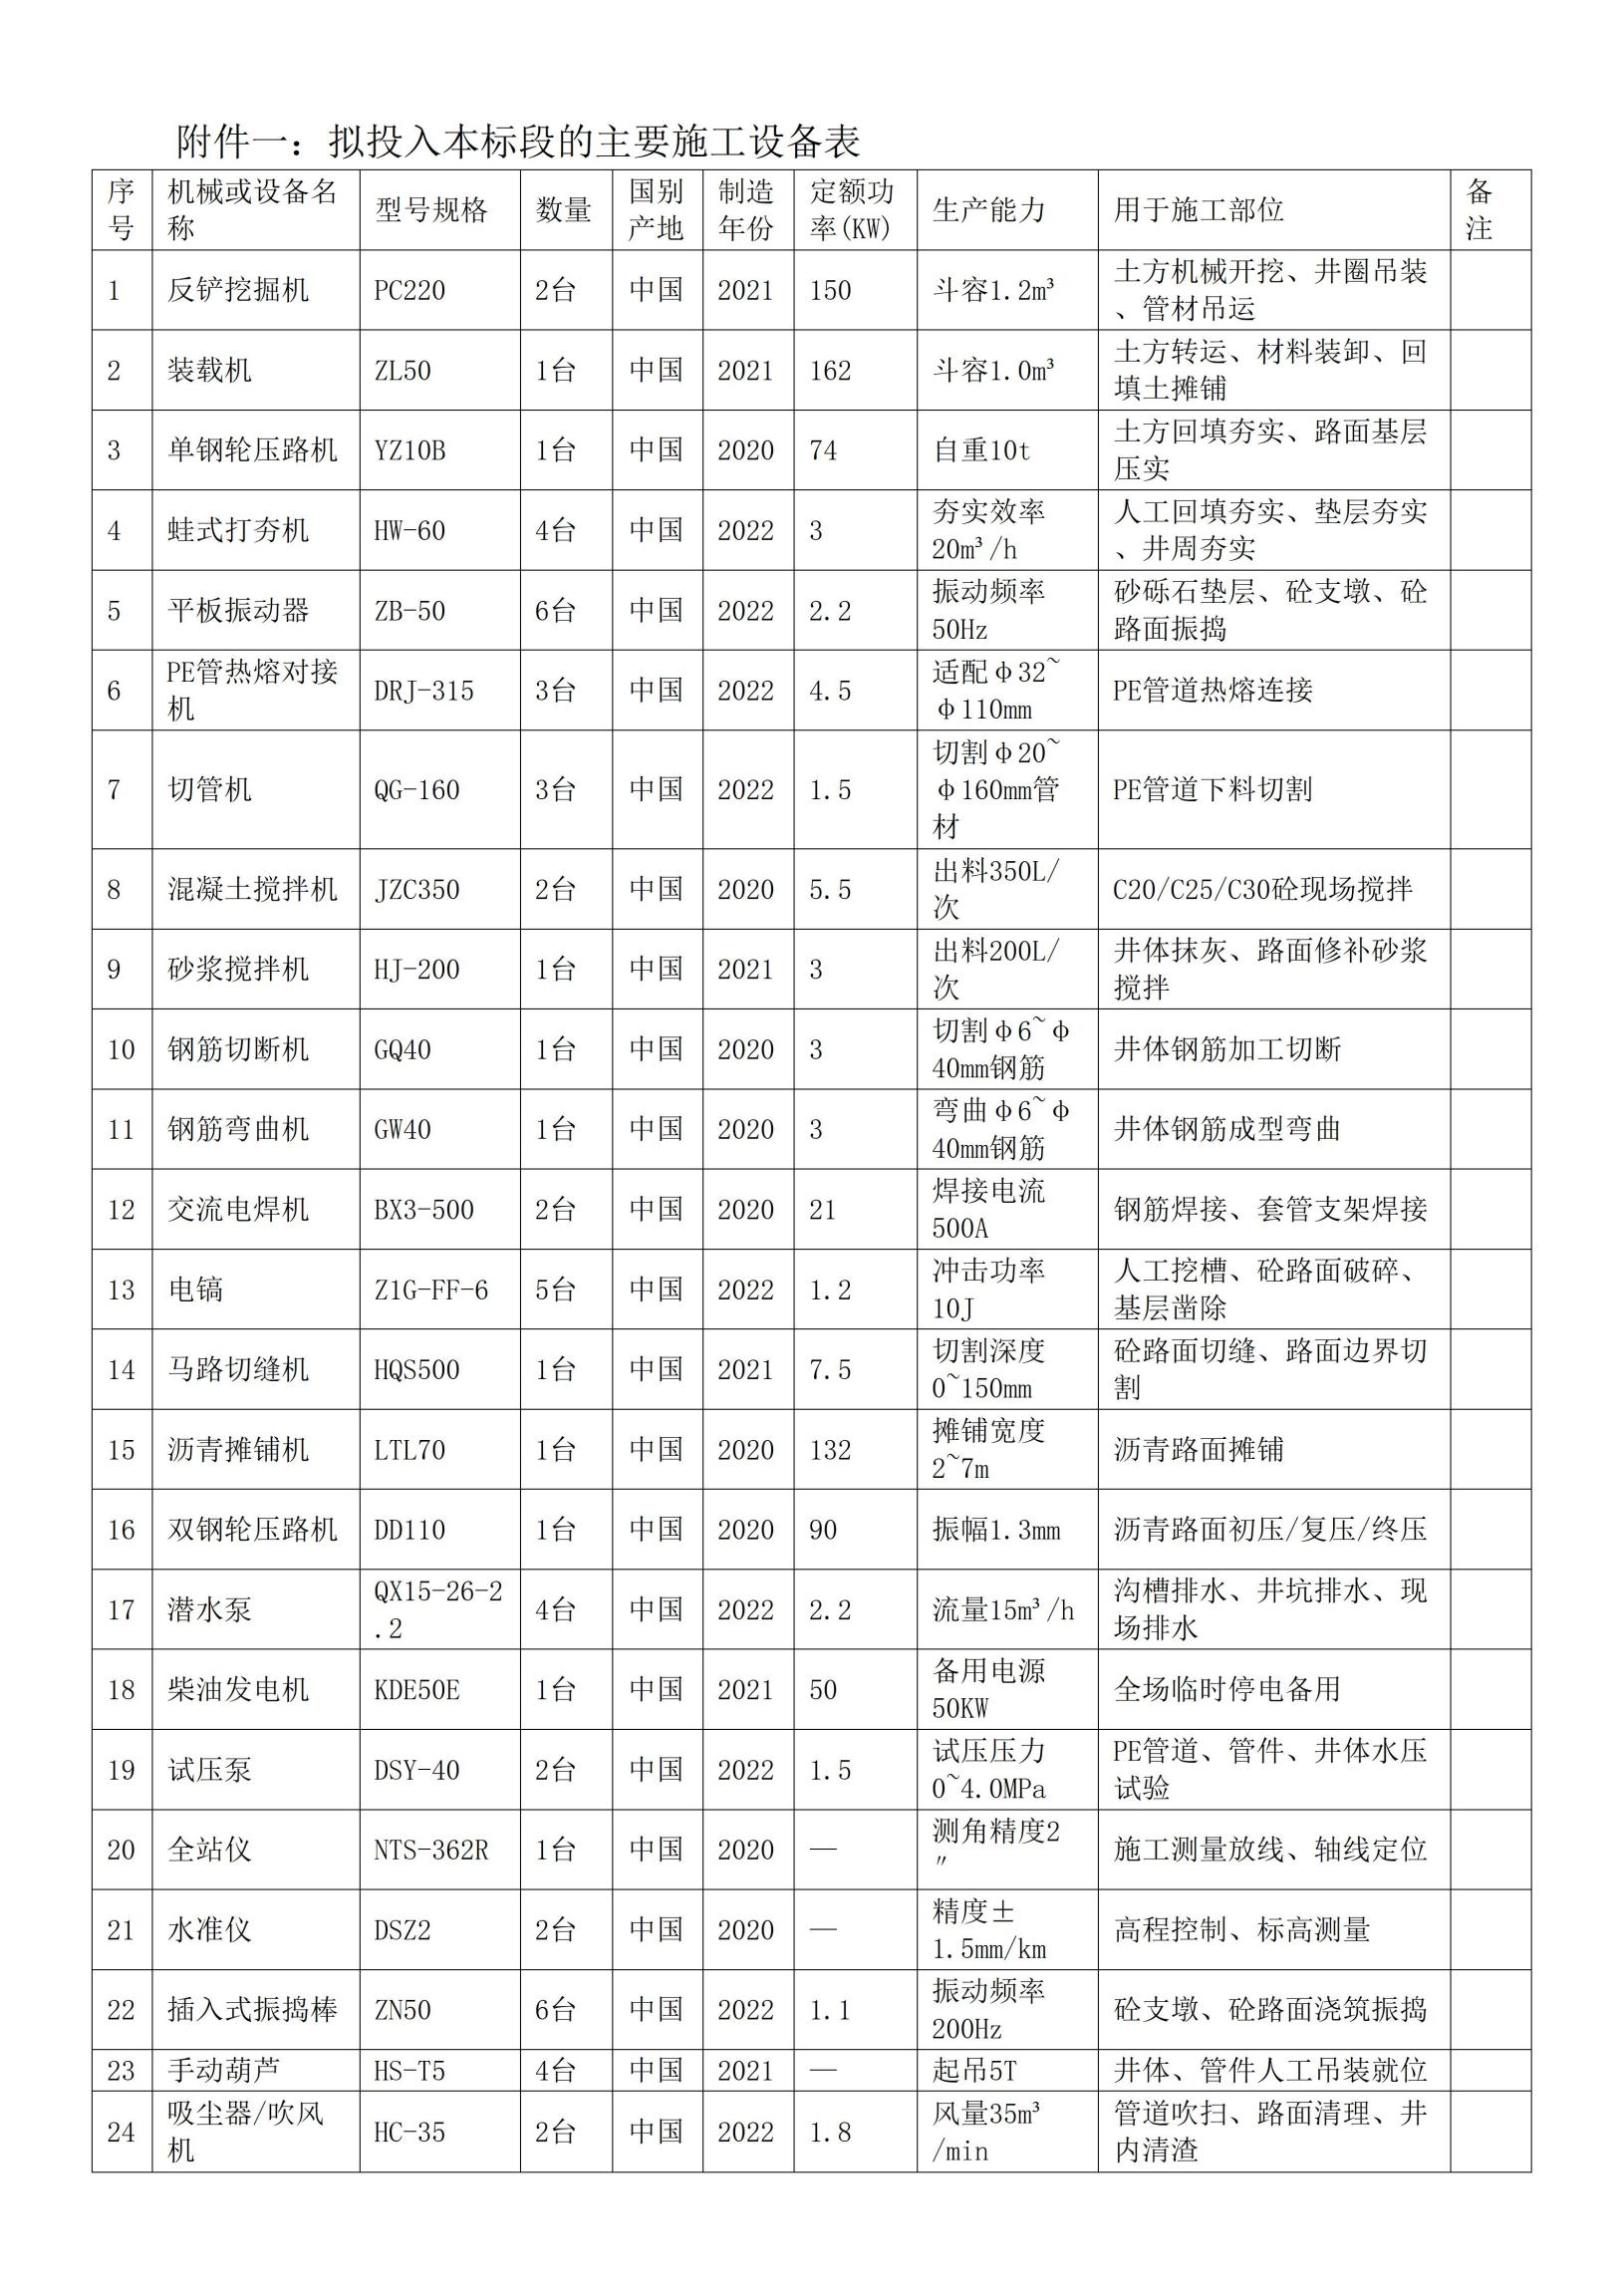 附件一：拟投入本标段的主要施工设备表
序号 机械或设备名称 型号规格 数量 国别产地 制造年份 定额功率(KW) 生产能力 用于施工部位 备注
1 反铲挖掘机 PC220 2台 中国 2021 150 斗容1.2m³ 土方机械开挖、井圈吊装、管材吊运
2 装载机 ZL50 1台 中国 2021 162 斗容1.0m³ 土方转运、材料装卸、回填土摊铺
3 单钢轮压路机 YZ10B 1台 中国 2020 74 自重10t 土方回填夯实、路面基层压实
4 蛙式打夯机 HW-60 4台 中国 2022 3 夯实效率20m³/h 人工回填夯实、垫层夯实、井周夯实
5 平板振动器 ZB-50 6台 中国 2022 2.2 振动频率50Hz 砂砾石垫层、砼支墩、砼路面振捣
6 PE管热熔对接机 DRJ-315 3台 中国 2022 4.5 适配φ32~φ110mm PE管道热熔连接
7 切管机 QG-160 3台 中国 2022 1.5 切割φ20~φ160mm管材 PE管道下料切割
8 混凝土搅拌机 JZC350 2台 中国 2020 5.5 出料350L/次 C20/C25/C30砼现场搅拌
9 砂浆搅拌机 HJ-200 1台 中国 2021 3 出料200L/次 井体抹灰、路面修补砂浆搅拌
10 钢筋切断机 GQ40 1台 中国 2020 3 切割φ6~φ40mm钢筋 井体钢筋加工切断
11 钢筋弯曲机 GW40 1台 中国 2020 3 弯曲φ6~φ40mm钢筋 井体钢筋成型弯曲
12 交流电焊机 BX3-500 2台 中国 2020 21 焊接电流500A 钢筋焊接、套管支架焊接
13 电镐 Z1G-FF-6 5台 中国 2022 1.2 冲击功率10J 人工挖槽、砼路面破碎、基层凿除
14 马路切缝机 HQS500 1台 中国 2021 7.5 切割深度0~150mm 砼路面切缝、路面边界切割
15 沥青摊铺机 LTL70 1台 中国 2020 132 摊铺宽度2~7m 沥青路面摊铺
16 双钢轮压路机 DD110 1台 中国 2020 90 振幅1.3mm 沥青路面初压/复压/终压
17 潜水泵 QX15-26-2.2 4台 中国 2022 2.2 流量15m³/h 沟槽排水、井坑排水、现场排水
18 柴油发电机 KDE50E 1台 中国 2021 50 备用电源50KW 全场临时停电备用
19 试压泵 DSY-40 2台 中国 2022 1.5 试压压力0~4.0MPa PE管道、管件、井体水压试验
20 全站仪 NTS-362R 1台 中国 2020 — 测角精度2″ 施工测量放线、轴线定位
21 水准仪 DSZ2 2台 中国 2020 — 精度±1.5mm/km 高程控制、标高测量
22 插入式振捣棒 ZN50 6台 中国 2022 1.1 振动频率200Hz 砼支墩、砼路面浇筑振捣
23 手动葫芦 HS-T5 4台 中国 2021 — 起吊5T 井体、管件人工吊装就位
24 吸尘器/吹风机 HC-35 2台 中国 2022 1.8 风量35m³/min 管道吹扫、路面清理、井内清渣